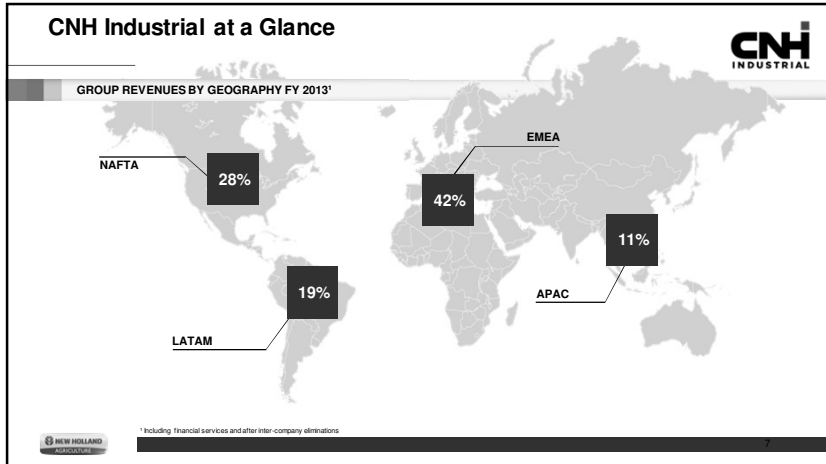 CNH Industrial at a Glance
CNH
INDUSTRIAL
GROUP REVENUES BY GEOGRAPHY FY 2013¹
EMEA
NAFTA
28%
42%
11%
19%
APAC
LATAM
¹ Including financial services and after inter-company eliminations
NEW HOLLAND
AGRICULTURE
7